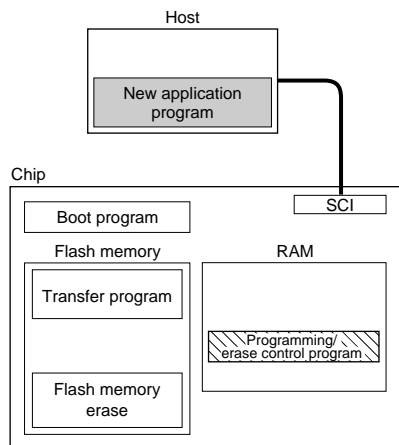 Host
New application
program
Chip
SCI
Boot program
Flash memory
RAM
Transfer program
Programming/
erase control program
Flash memory
erase